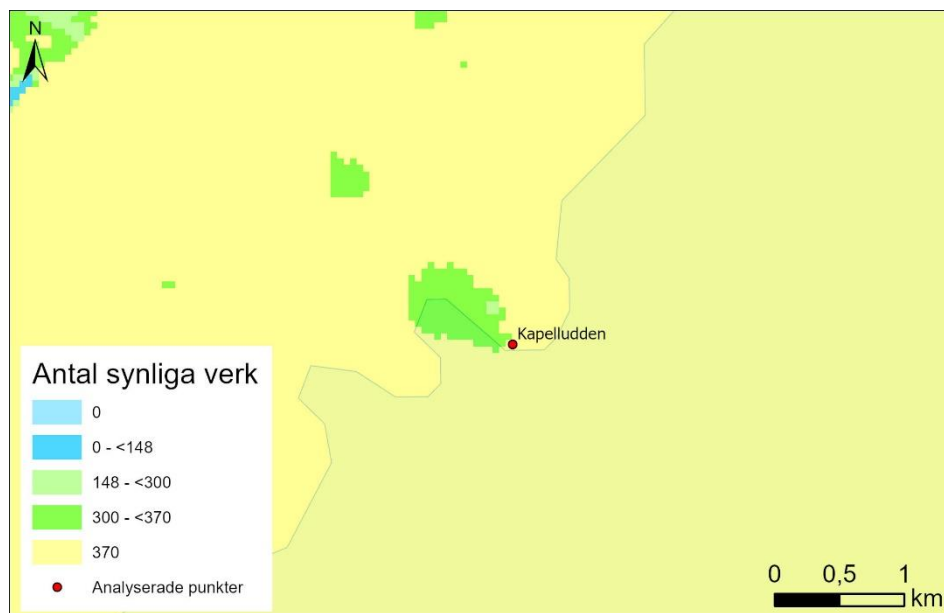 N
Kapelludden
Antal synliga verk
0
0 - <148
148 - <300
300 - <370
370
Analyserade punkter
0 0,5 1
km